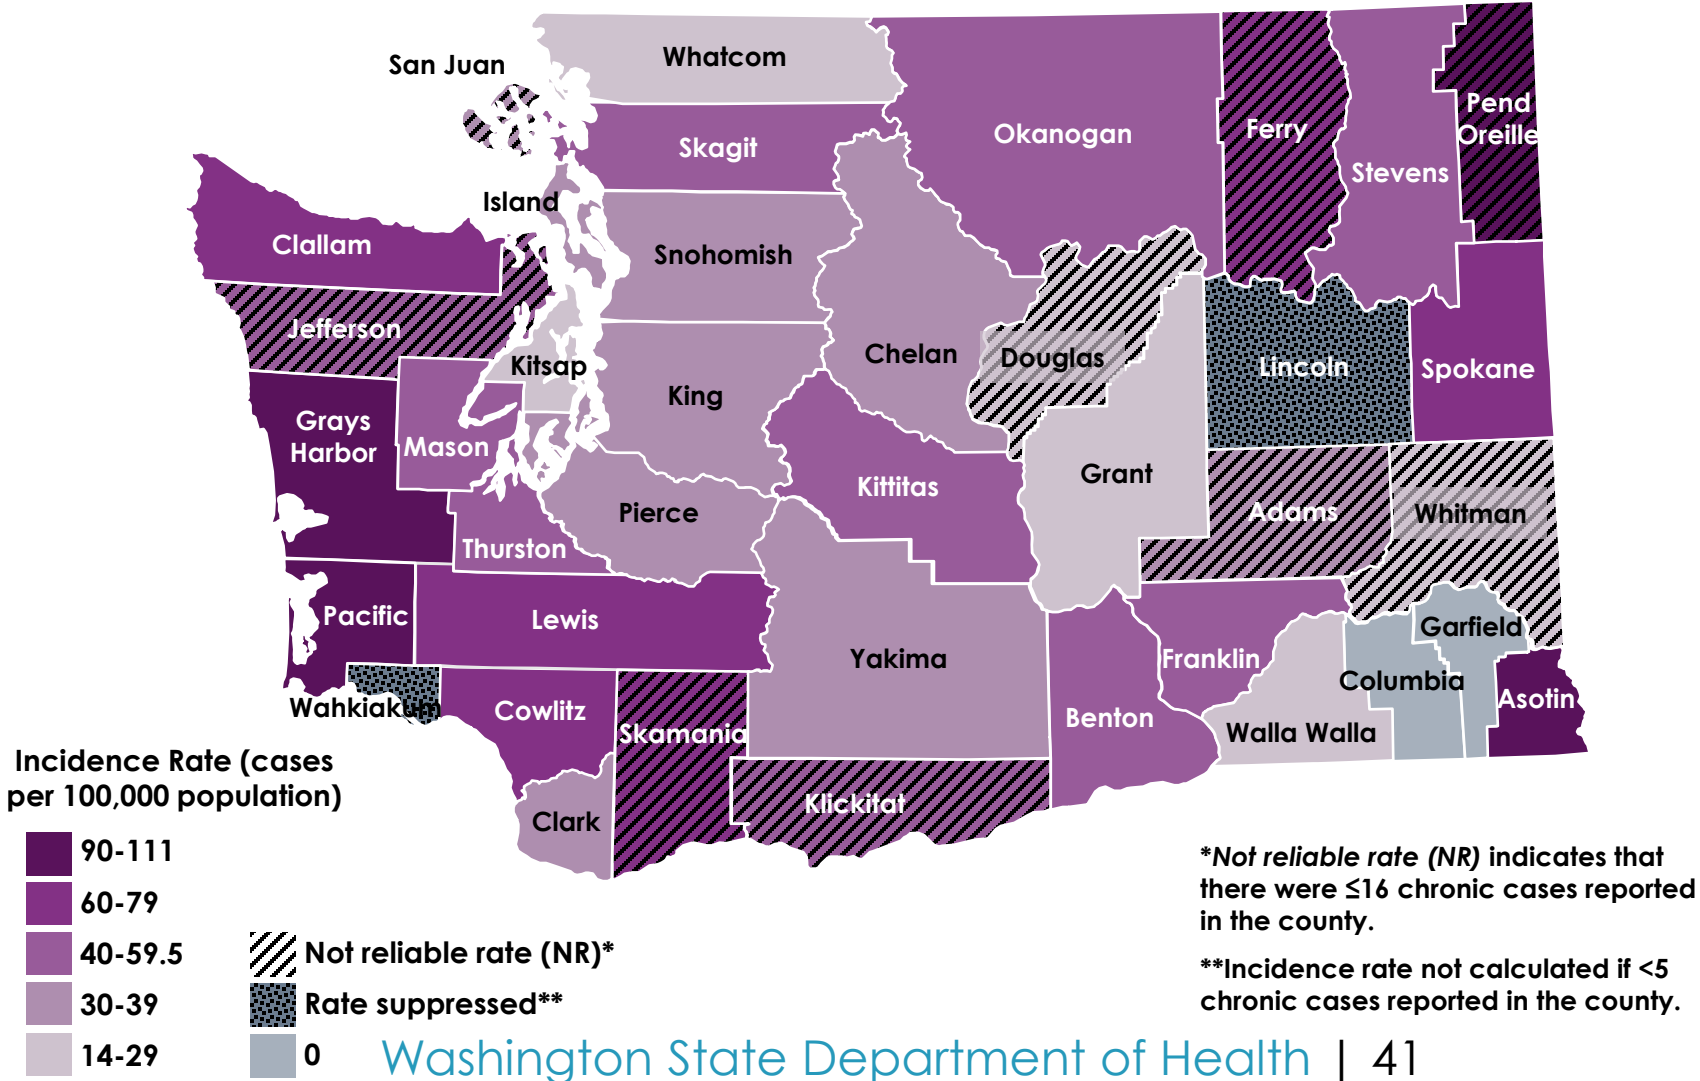 Whatcom
San Juan
Skagit
Okanogan
Ferry
Pend
Oreille
Stevens
Island
Clallam
Snohomish
Jefferson
Kitsap
Chelan
Douglas
Lincoln
Spokane
King
Grays
Harbor
Mason
Kittitas
Grant
Pierce
Adams
Whitman
Thurston
Pacific
Lewis
Yakima
Franklin
Garfield
Columbia
Asotin
Wahkiakum
Cowlitz
Skamania
Benton
Walla Walla
Klickitat
Clark
Incidence Rate (cases
per 100,000 population)
90-111
60-79
40-59.5
30-39
14-29
Not reliable rate (NR)*
Rate suppressed**
0
*Not reliable rate (NR) indicates that
there were ≤16 chronic cases reported
in the county.
**Incidence rate not calculated if <5
chronic cases reported in the county.
Washington State Department of Health | 41